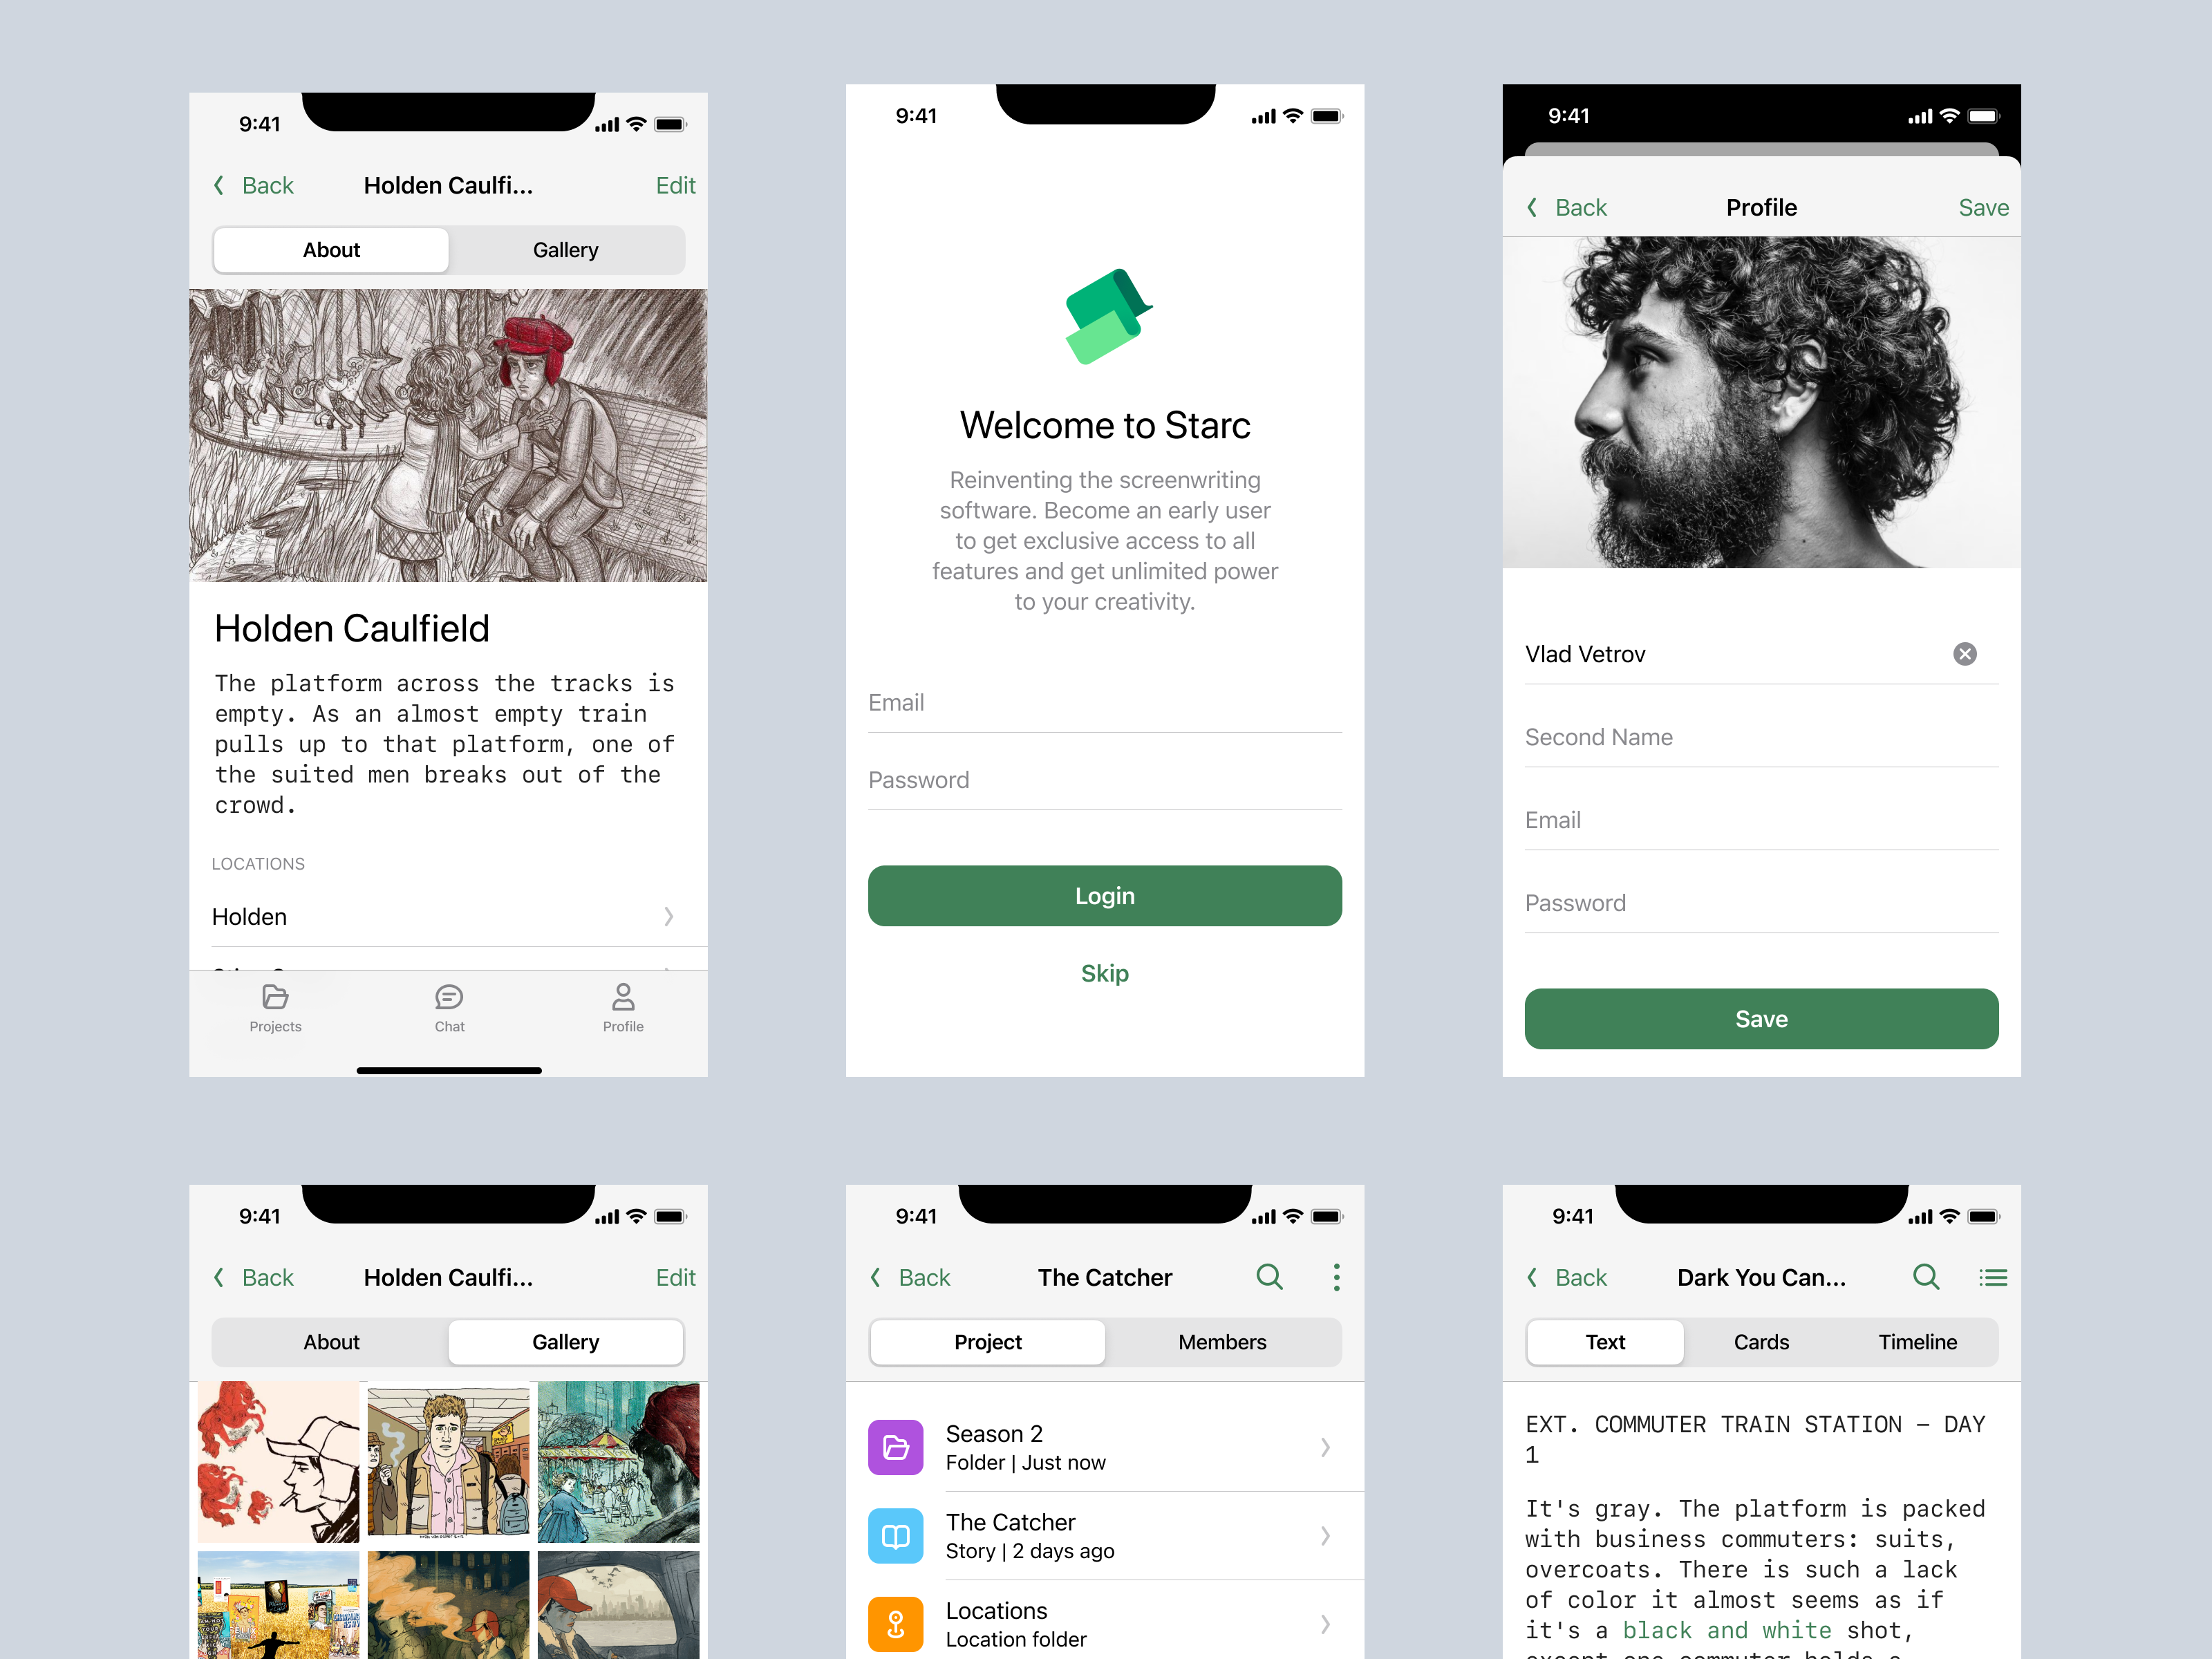 9:41
Back
Holden Caulfi...
Edit
About
Gallery
Holden Caulfield
The platform across the tracks is
empty. As an almost empty train
pulls up to that platform, one of
the suited men breaks out of the
crowd.
LOCATIONS
Holden
Projects
Chat
Profile
9:41
Welcome to Starc
Reinventing the screenwriting
software. Become an early user
to get exclusive access to all
features and get unlimited power
to your creativity.
Email
Password
Login
Skip
9:41
Back
Profile
Save
Vlad Vetrov
Second Name
Email
Password
Save
9:41
Back
Holden Caulfi...
Edit
About
Gallery
9:41
Back
The Catcher
Project
Members
Season 2
Folder | Just now
The Catcher
Story | 2 days ago
Locations
Location folder
9:41
Back
Dark You Can...
Text
Cards
Timeline
EXT. COMMUTER TRAIN STATION – DAY
1
It's gray. The platform is packed
with business commuters: suits,
overcoats. There is such a lack
of color it almost seems as if
it's a black and white shot,
except one commuter holds a